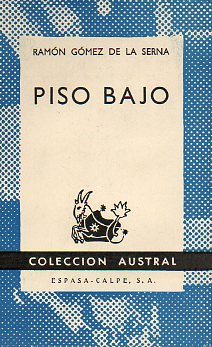 RAMÓN GÓMEZ DE LA SERNA
PISO BAJO
COLECCION AUSTRAL
ESPASA-CALPE, S. A.